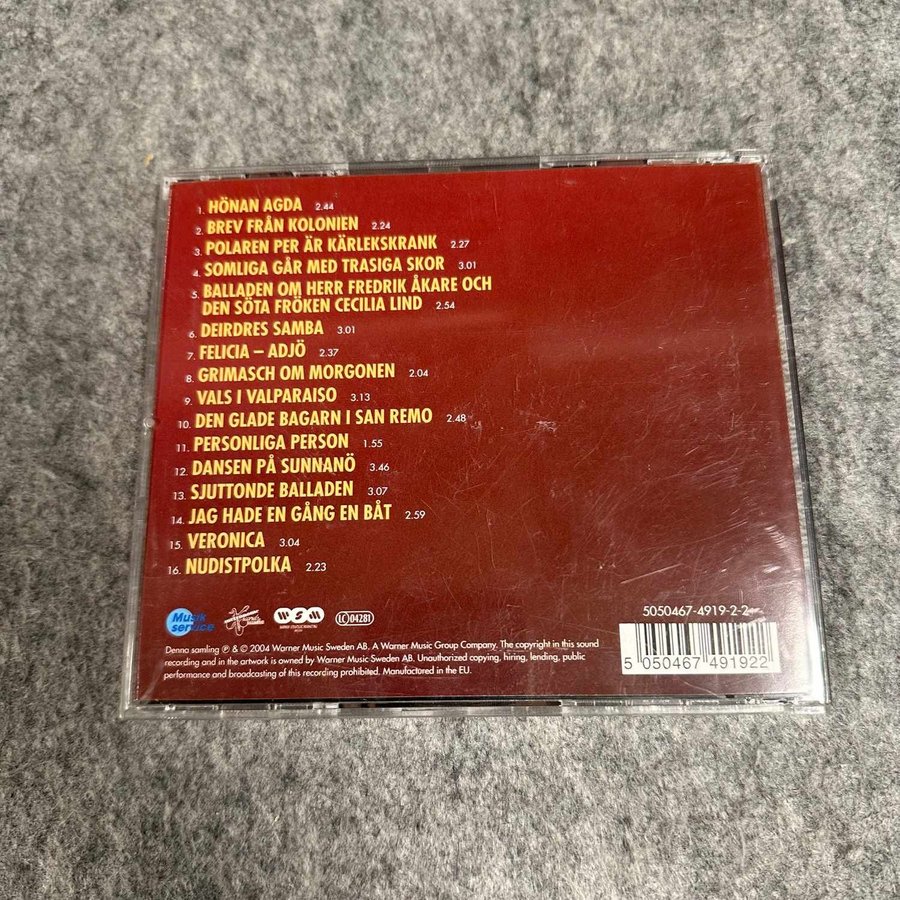 1. HÖNAN AGDA 2.44
2. BREV FRÅN KOLONIEN 2.24
3. POLAREN PER ÄR KÄRLEKSKRANK 2.27
4. SOMLIGA GÅR MED TRASIGA SKOR 3.01
5. BALLADEN OM HERR FREDRIK ÅKARE OCH
DEN SÖTA FRÖKEN CECILIA LIND 2.54
6. DEIRDRES SAMBA 3.01
7. FELICIA – ADJÖ 2.37
8. GRIMASCH OM MORGONEN 2.04
9. VALS I VALPARAISO 3.13
10. DEN GLADE BAGARN I SAN REMO 2.48
11. PERSONLIGA PERSON 1.55
12. DANSEN PÅ SUNNANÖ 3.46
13. SJUTTONDE BALLADEN 3.07
14. JAG HADE EN GÅNG EN BÅT 2.59
15. VERONICA 3.04
16. NUDISTPOLKA 2.23
Musik
service
WSM
LC 04281
5050467-4919-2-2
Denna samling ℗ & © 2004 Warner Music Sweden AB. A Warner Music Group Company. The copyright in this sound
recording and in the artwork is owned by Warner Music Sweden AB. Unauthorized copying, hiring, lending, public
performance and broadcasting of this recording prohibited. Manufactured in the EU.
5 050467 491922